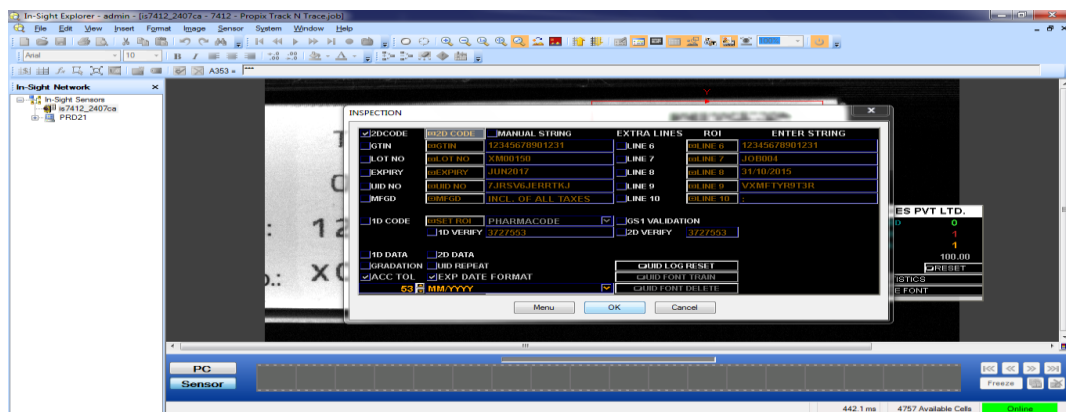 In-Sight Explorer - admin - [is7412_2407ca - 7412 - Propix Track N Trace.job]
File Edit View Insert Format Image Sensor System Window Help
Arial 10
A353 =
In-Sight Network
In-Sight Sensors
is7412_2407ca
PRD21
INSPECTION
2DCODE 2D CODE MANUAL STRING EXTRA LINES ROI ENTER STRING
GTIN GTIN 12345678901231 LINE 6 LINE 6 12345678901231
LOT NO LOT NO XM00150 LINE 7 LINE 7 JOB004
EXPIRY EXPIRY JUN2017 LINE 8 LINE 8 31/10/2015
UID NO UID NO 7JRSV6JERRTKJ LINE 9 LINE 9 VXMFTYR9T3R
MFGD MFGD INCL. OF ALL TAXES LINE 10 LINE 10 :
1D CODE SET ROI PHARMACODE GS1 VALIDATION
1D VERIFY 3727553 2D VERIFY 3727553
1D DATA 2D DATA
GRADATION UID REPEAT UID LOG RESET
ACC TOL EXP DATE FORMAT UID FONT TRAIN
53 MM/YYYY UID FONT DELETE
Menu OK Cancel
ES PVT LTD.
D 0
1
1
100.00
RESET
ISTICS
E FONT
: 12
.: XC
PC
Sensor
Freeze
442.1 ms 4757 Available Cells Online